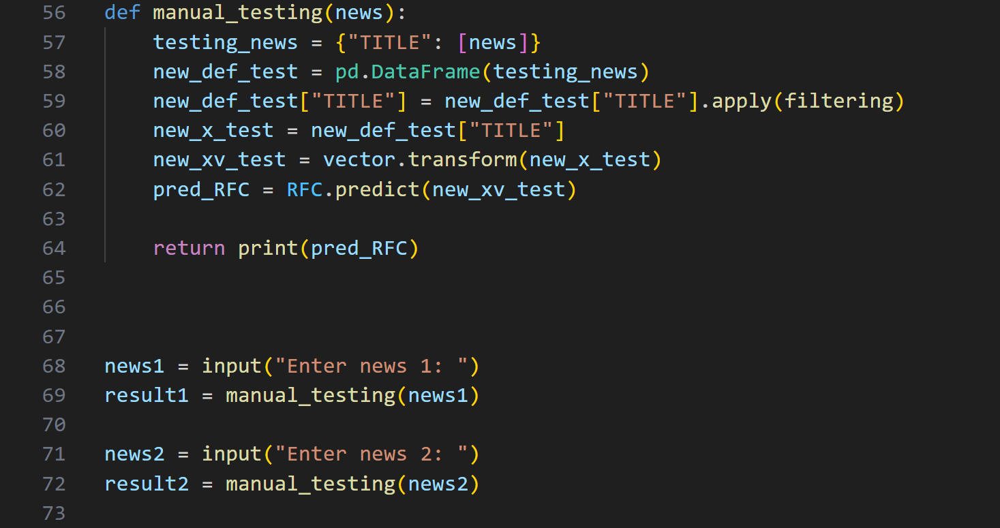 56 def manual_testing(news):
57     testing_news = {"TITLE": [news]}
58     new_def_test = pd.DataFrame(testing_news)
59     new_def_test["TITLE"] = new_def_test["TITLE"].apply(filtering)
60     new_x_test = new_def_test["TITLE"]
61     new_xv_test = vector.transform(new_x_test)
62     pred_RFC = RFC.predict(new_xv_test)
63
64     return print(pred_RFC)
65
66
67
68 news1 = input("Enter news 1: ")
69 result1 = manual_testing(news1)
70
71 news2 = input("Enter news 2: ")
72 result2 = manual_testing(news2)
73